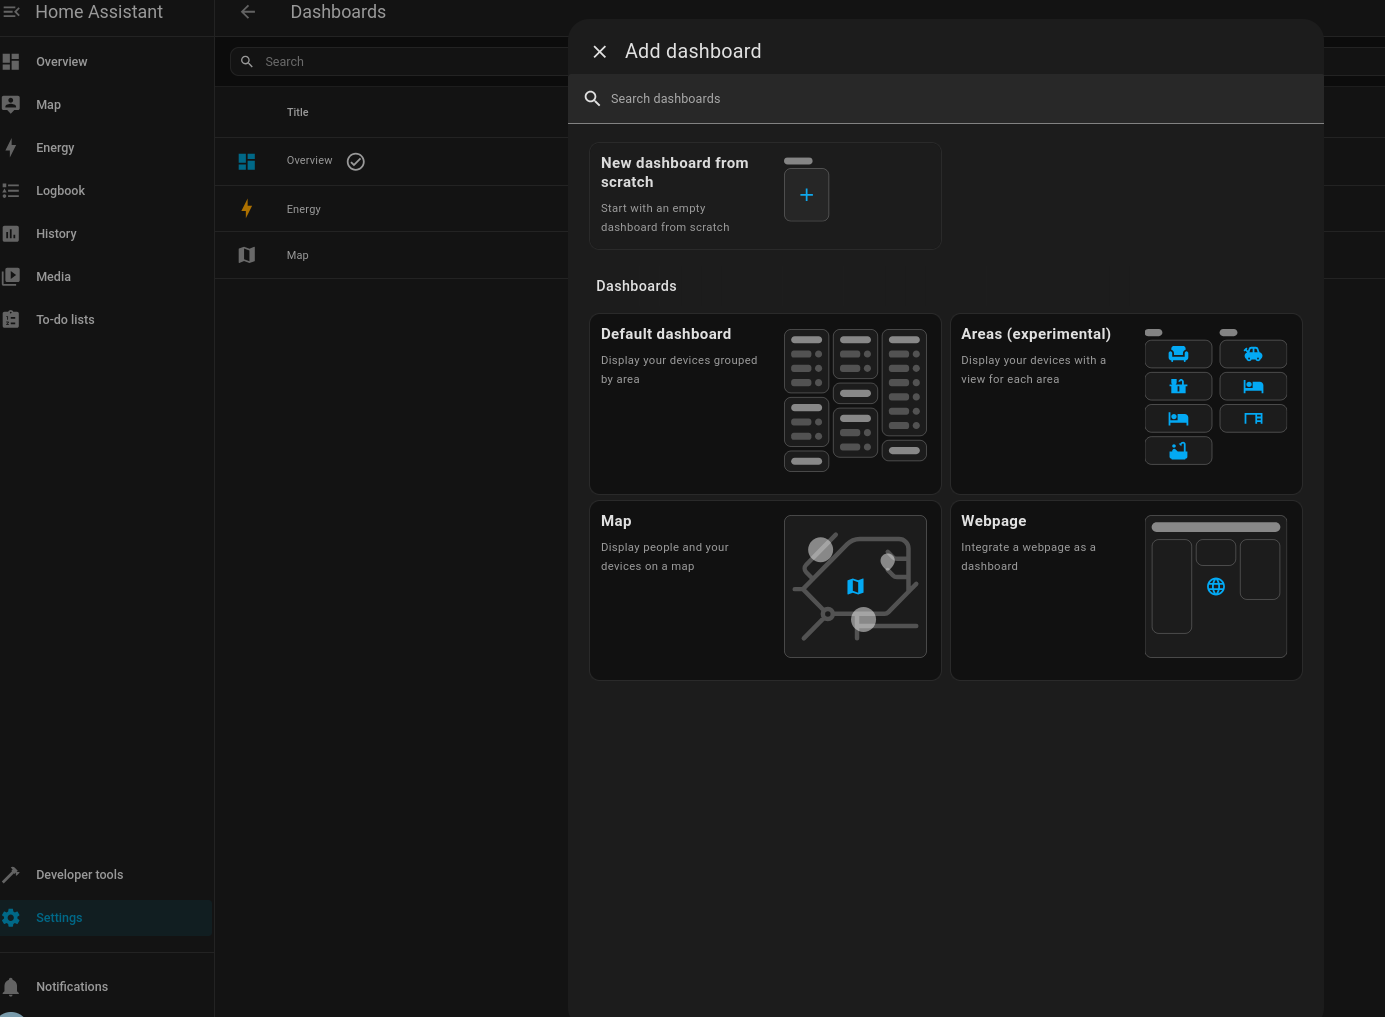 Home Assistant
Overview
Map
Energy
Logbook
History
Media
To-do lists
Developer tools
Settings
Notifications
Dashboards
Search
Title
Overview
Energy
Map
Add dashboard
Search dashboards
New dashboard from
scratch
Start with an empty
dashboard from scratch
Dashboards
Default dashboard
Display your devices grouped
by area
Areas (experimental)
Display your devices with a
view for each area
Map
Display people and your
devices on a map
Webpage
Integrate a webpage as a
dashboard